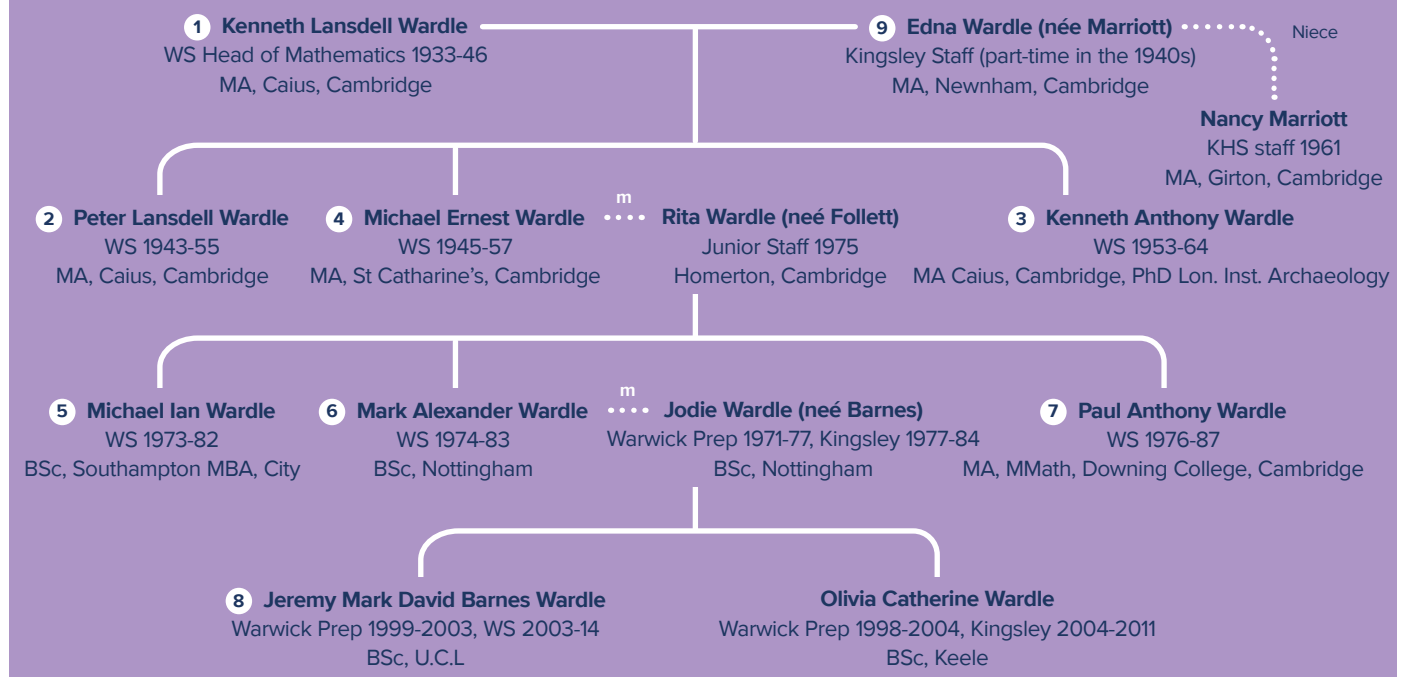 1 Kenneth Lansdell Wardle
WS Head of Mathematics 1933-46
MA, Caius, Cambridge
9 Edna Wardle (née Marriott)
Kingsley Staff (part-time in the 1940s)
MA, Newnham, Cambridge
Niece
Nancy Marriott
KHS staff 1961
MA, Girton, Cambridge
2 Peter Lansdell Wardle
WS 1943-55
MA, Caius, Cambridge
4 Michael Ernest Wardle
WS 1945-57
MA, St Catharine's, Cambridge
m
Rita Wardle (neé Follett)
Junior Staff 1975
Homerton, Cambridge
3 Kenneth Anthony Wardle
WS 1953-64
MA Caius, Cambridge, PhD Lon. Inst. Archaeology
5 Michael Ian Wardle
WS 1973-82
BSc, Southampton MBA, City
6 Mark Alexander Wardle
WS 1974-83
BSc, Nottingham
m
Jodie Wardle (neé Barnes)
Warwick Prep 1971-77, Kingsley 1977-84
BSc, Nottingham
7 Paul Anthony Wardle
WS 1976-87
MA, MMath, Downing College, Cambridge
8 Jeremy Mark David Barnes Wardle
Warwick Prep 1999-2003, WS 2003-14
BSc, U.C.L
Olivia Catherine Wardle
Warwick Prep 1998-2004, Kingsley 2004-2011
BSc, Keele